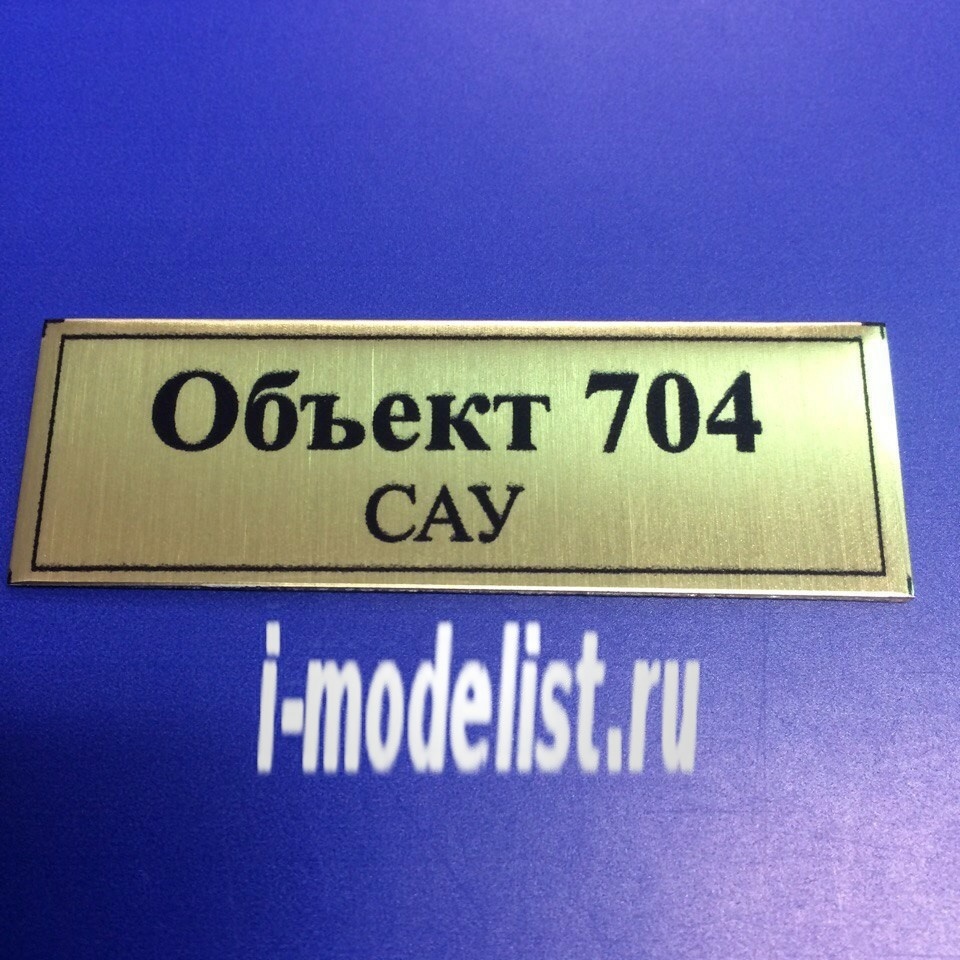 Объект 704
САУ
i-modelist.ru